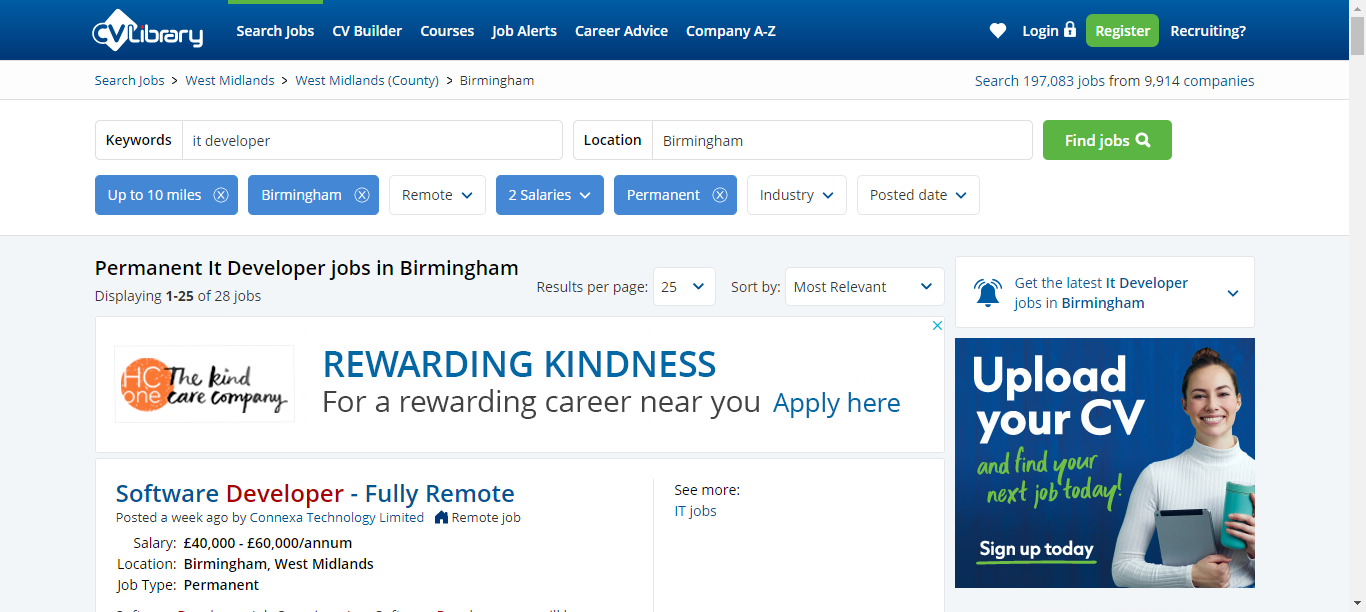 CVLibrary
Search Jobs CV Builder Courses Job Alerts Career Advice Company A-Z Login Register Recruiting?
Search Jobs > West Midlands > West Midlands (County) > Birmingham
Search 197,083 jobs from 9,914 companies
Keywords it developer Location Birmingham Find jobs
Up to 10 miles Birmingham Remote 2 Salaries Permanent Industry Posted date
Permanent It Developer jobs in Birmingham
Displaying 1-25 of 28 jobs
Results per page: 25 Sort by: Most Relevant
Get the latest It Developer
jobs in Birmingham
HC
one
The kind
care company
REWARDING KINDNESS
For a rewarding career near you Apply here
Upload
your CV
and find your
next job today!
Sign up today
Software Developer - Fully Remote
Posted a week ago by Connexa Technology Limited Remote job
Salary: £40,000 - £60,000/annum
Location: Birmingham, West Midlands
Job Type: Permanent
See more:
IT jobs